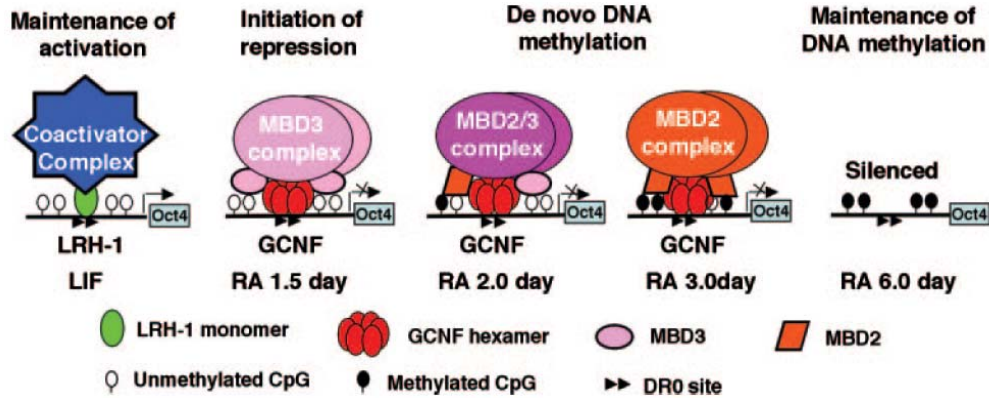 Maintenance of activation
Initiation of repression
De novo DNA methylation
Maintenance of DNA methylation
Coactivator Complex
MBD3 complex
MBD2/3 complex
MBD2 complex
Silenced
Oct4
Oct4
Oct4
Oct4
Oct4
LRH-1
GCNF
GCNF
GCNF
LIF
RA 1.5 day
RA 2.0 day
RA 3.0day
RA 6.0 day
LRH-1 monomer
GCNF hexamer
MBD3
MBD2
Unmethylated CpG
Methylated CpG
DR0 site